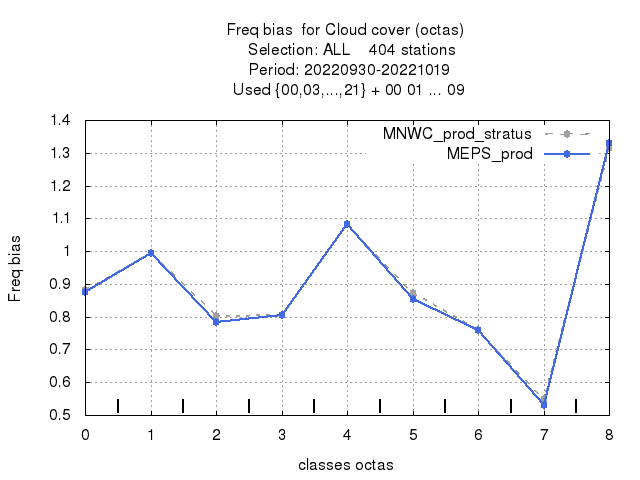 Freq bias  for Cloud cover (octas)
Selection: ALL    404 stations
Period: 20220930-20221019
Used {00,03,...,21} + 00 01 ... 09
MNWC_prod_stratus
MEPS_prod
Freq bias
1.4
1.3
1.2
1.1
1
0.9
0.8
0.7
0.6
0.5
0 1 2 3 4 5 6 7 8
classes octas